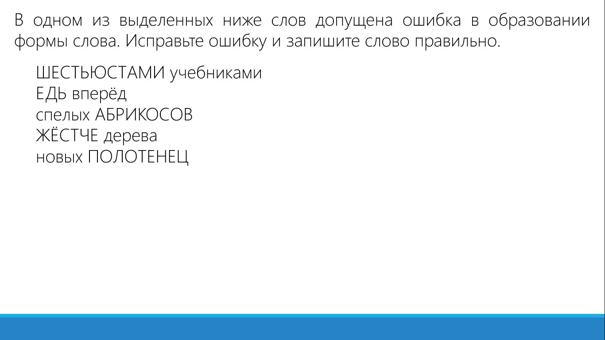 В одном из выделенных ниже слов допущена ошибка в образовании
формы слова. Исправьте ошибку и запишите слово правильно.
ШЕСТЬЮСТАМИ учебниками
ЕДЬ вперёд
спелых АБРИКОСОВ
ЖЁСТЧЕ дерева
новых ПОЛОТЕНЕЦ